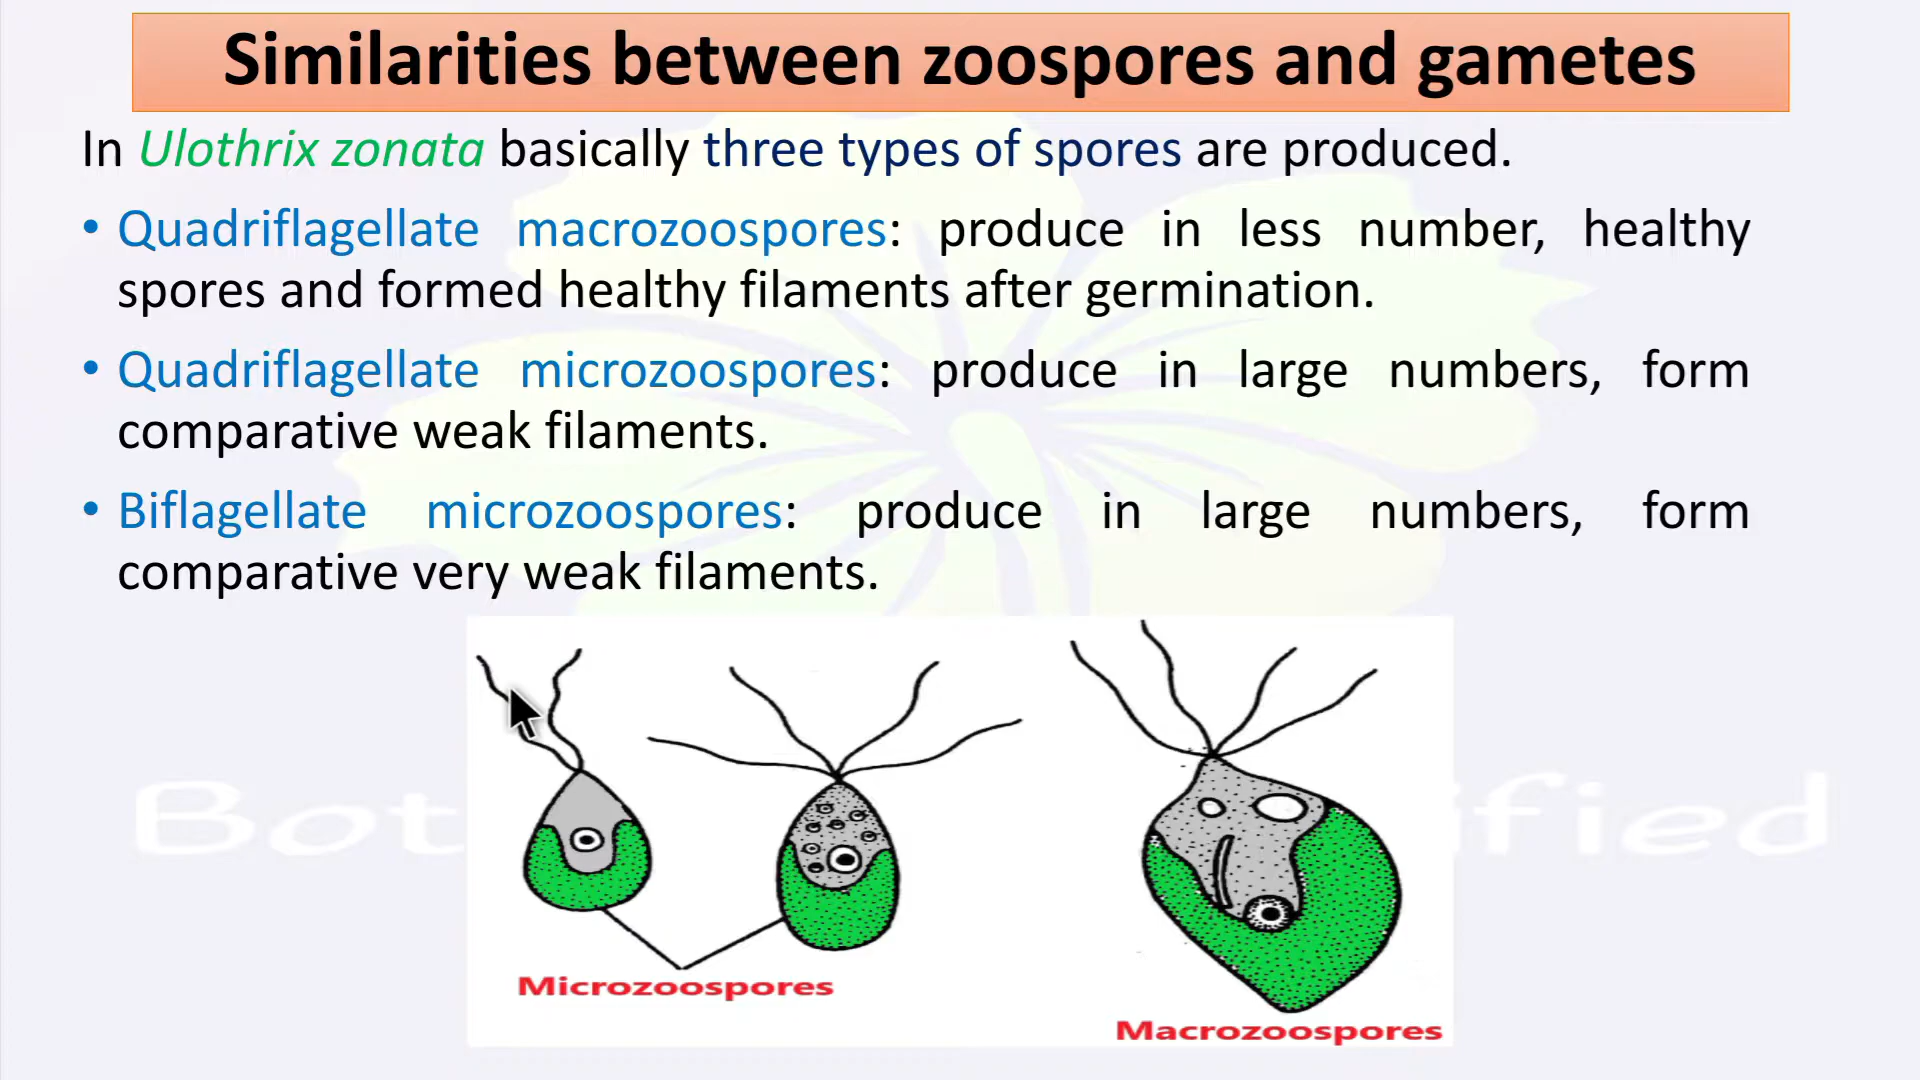 Similarities between zoospores and gametes
In Ulothrix zonata basically three types of spores are produced.
• Quadriflagellate macrozoospores: produce in less number, healthy
spores and formed healthy filaments after germination.
• Quadriflagellate microzoospores: produce in large numbers, form
comparative weak filaments.
• Biflagellate microzoospores: produce in large numbers, form
comparative very weak filaments.
Microzoospores
Macrozoospores